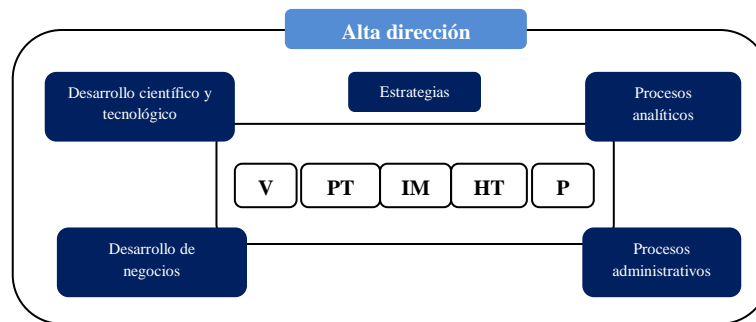 Alta dirección
Desarrollo científico y
tecnológico
Estrategias
Procesos
analíticos
V PT IM HT P
Desarrollo de
negocios
Procesos
administrativos